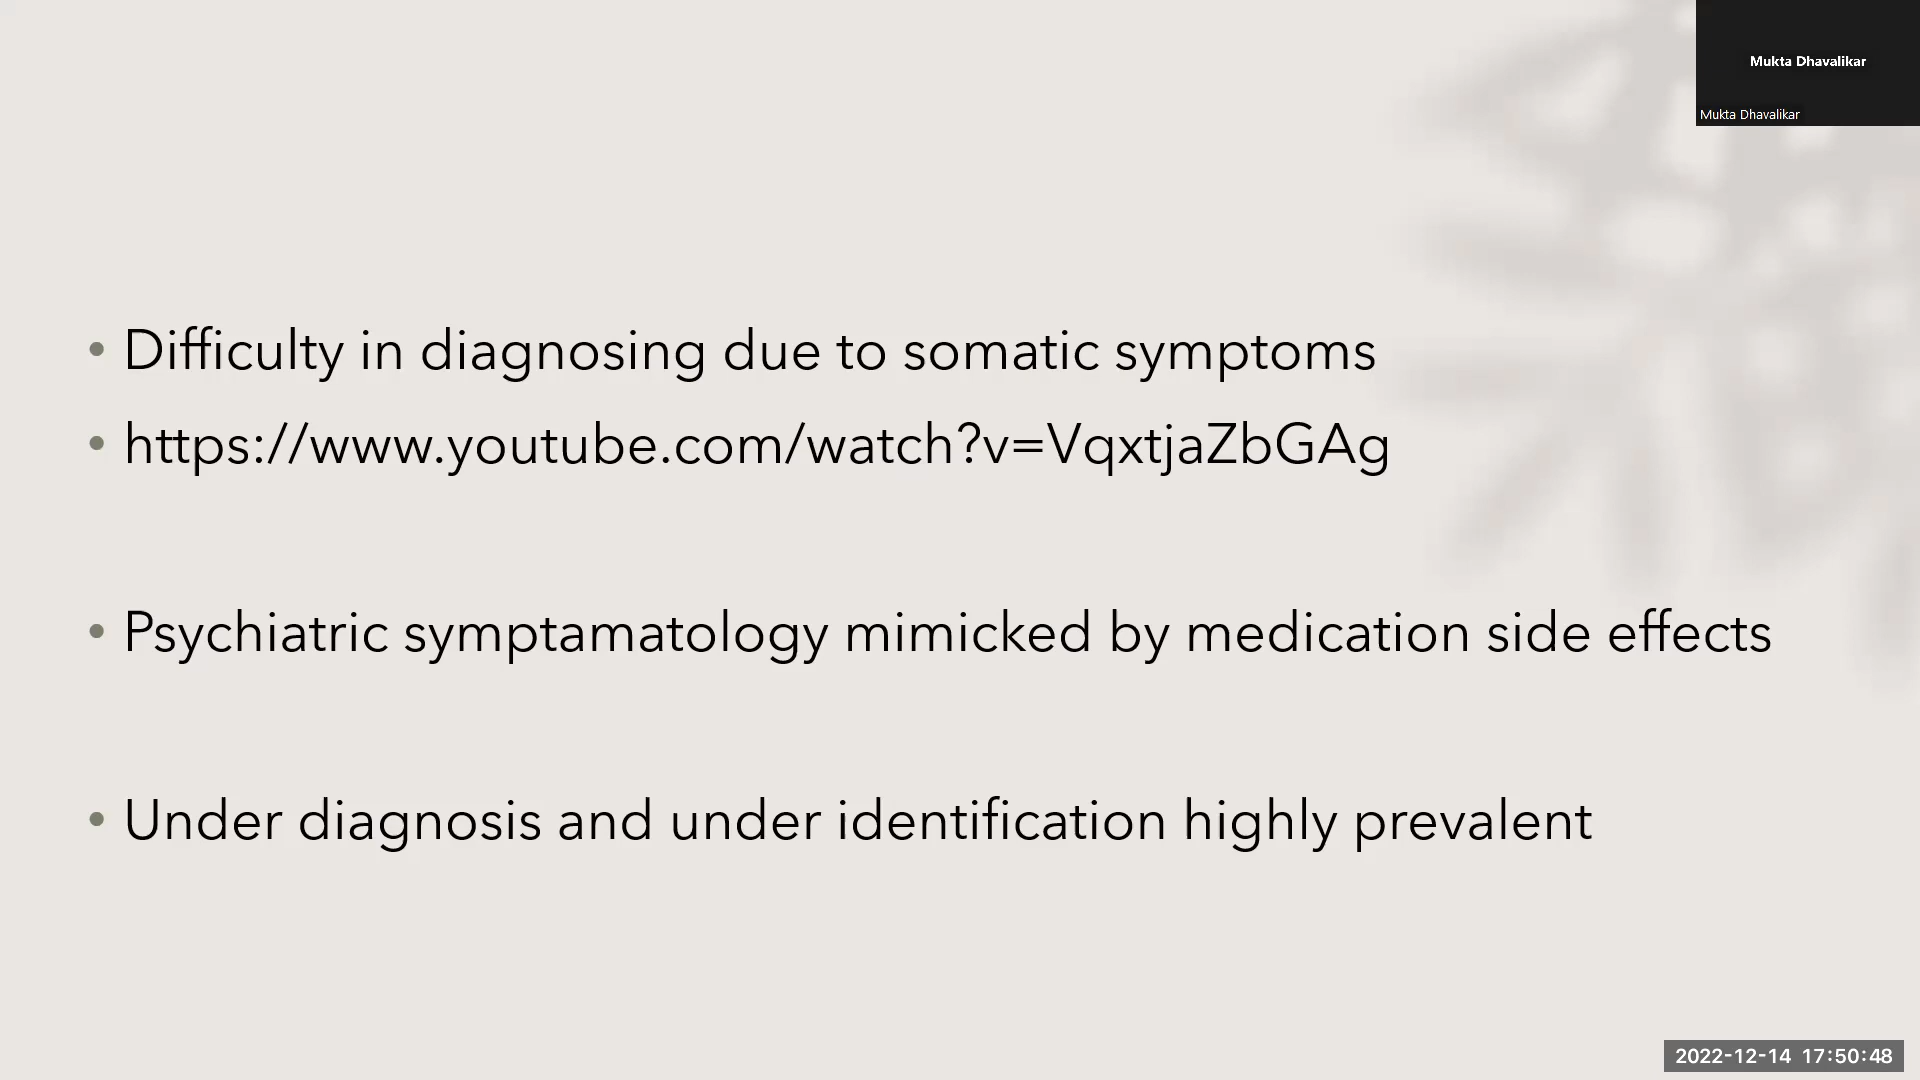 Mukta Dhavalikar
Mukta Dhavalikar
• Difficulty in diagnosing due to somatic symptoms
• https://www.youtube.com/watch?v=VqxtjaZbGAg
• Psychiatric symptamatology mimicked by medication side effects
• Under diagnosis and under identification highly prevalent
2022-12-14 17:50:48